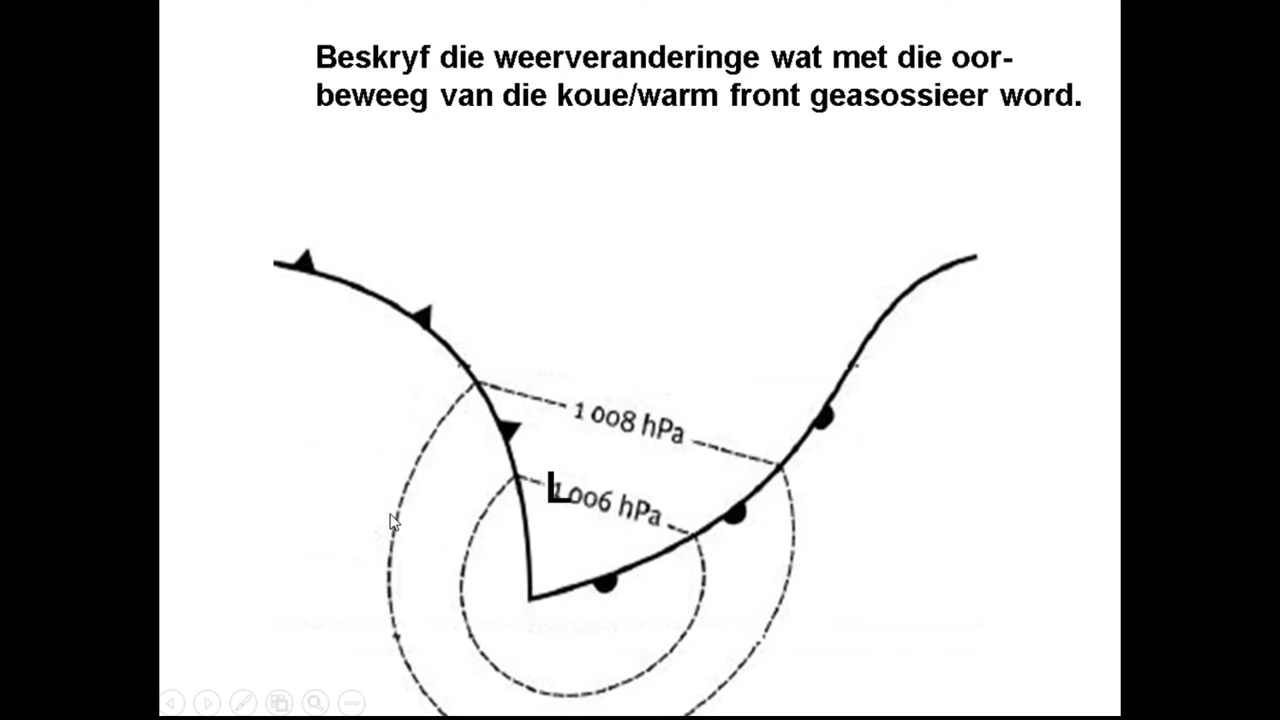 Beskryf die weerveranderinge wat met die oor-
beweeg van die koue/warm front geasossieer word.
1 008 hPa
L
1 006 hPa